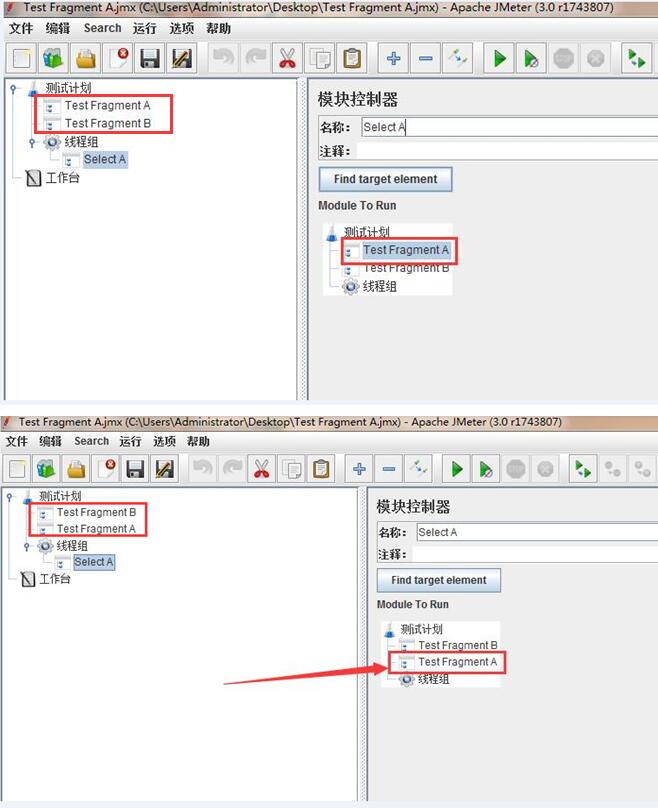 Test Fragment A.jmx (C:\Users\Administrator\Desktop\Test Fragment A.jmx) - Apache JMeter (3.0 r1743807)
文件 编辑 Search 运行 选项 帮助
测试计划
Test Fragment A
Test Fragment B
线程组
Select A
工作台
模块控制器
名称： Select A
注释：
Find target element
Module To Run
测试计划
Test Fragment A
Test Fragment B
线程组
Test Fragment A.jmx (C:\Users\Administrator\Desktop\Test Fragment A.jmx) - Apache JMeter (3.0 r1743807)
文件 编辑 Search 运行 选项 帮助
STOP
测试计划
Test Fragment B
Test Fragment A
线程组
Select A
工作台
模块控制器
名称： Select A
注释：
Find target element
Module To Run
测试计划
Test Fragment B
Test Fragment A
线程组